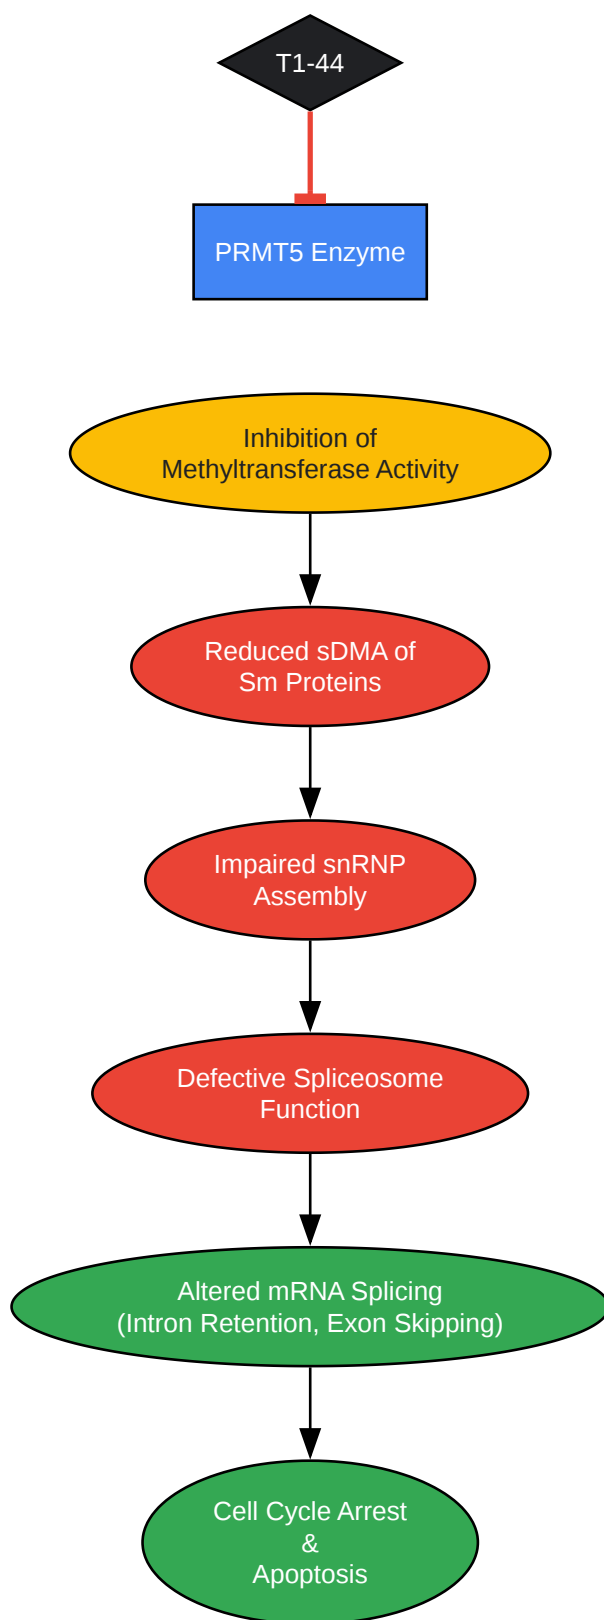 T1-44
PRMT5 Enzyme
Inhibition of
Methyltransferase Activity
Reduced sDMA of
Sm Proteins
Impaired snRNP
Assembly
Defective Spliceosome
Function
Altered mRNA Splicing
(Intron Retention, Exon Skipping)
Cell Cycle Arrest
&
Apoptosis